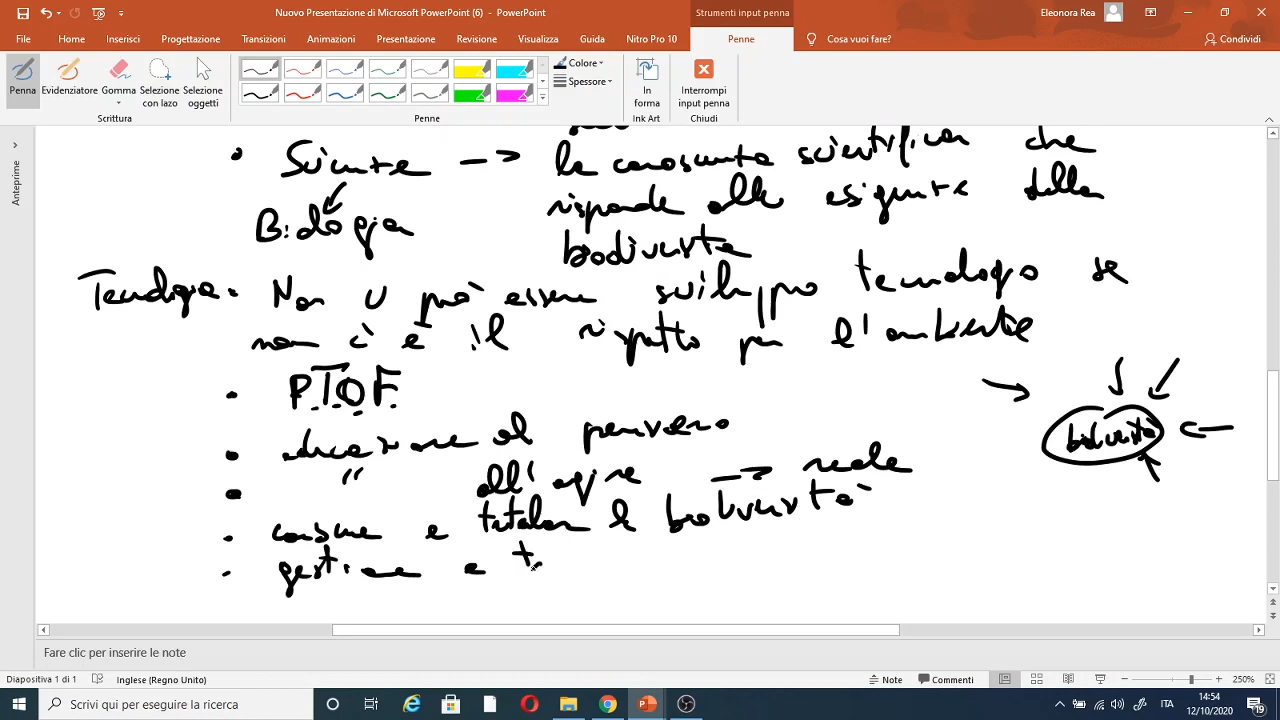 Nuovo Presentazione di Microsoft PowerPoint (6) - PowerPoint
Strumenti input penna
Eleonora Rea
File Home Inserisci Progettazione Transizioni Animazioni Presentazione Revisione Visualizza Guida Nitro Pro 10 Penne Cosa vuoi fare? Condividi
Penna Evidenziatore Gomma Selezione con lazo Selezione oggetti
Colore
Spessore
In forma
Interrompi input penna
Scrittura Penne Ink Art Chiudi
Anteprime
• Scienze → la conoscenza scientifica che
risponde alle esigenze della
Biologia
biodiversità
Tecnologia • Non vi può essere sviluppo tecnologo se
non c'è il rispetto per l'ambiente
• P.T.O.F.
• educazione al pensiero
biodiversità
• " all'agire → reale
• conoscere e tutelare la biodiversità
• gestione e t
Fare clic per inserire le note
Diapositiva 1 di 1 Inglese (Regno Unito) Note Commenti 250%
Scrivi qui per eseguire la ricerca
ITA
14:54
12/10/2020
19